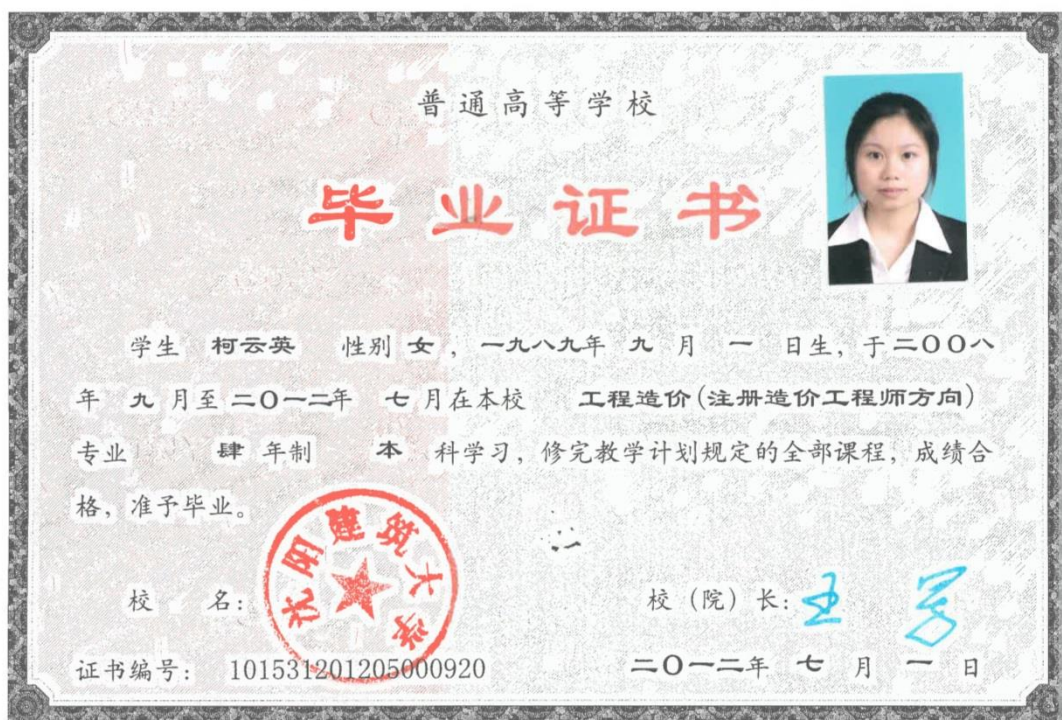 普通高等学校
毕业证书
学生 柯云英 性别 女，一九八九年 九 月 一 日生，于二〇〇八
年 九 月至 二〇一二年 七 月在本校 工程造价(注册造价工程师方向)
专业 肆 年制 本 科学习，修完教学计划规定的全部课程，成绩合
格，准予毕业。
沈阳建筑大学
校 名： 校（院）长：
证书编号： 101531201205000920 二〇一二年 七 月 一 日